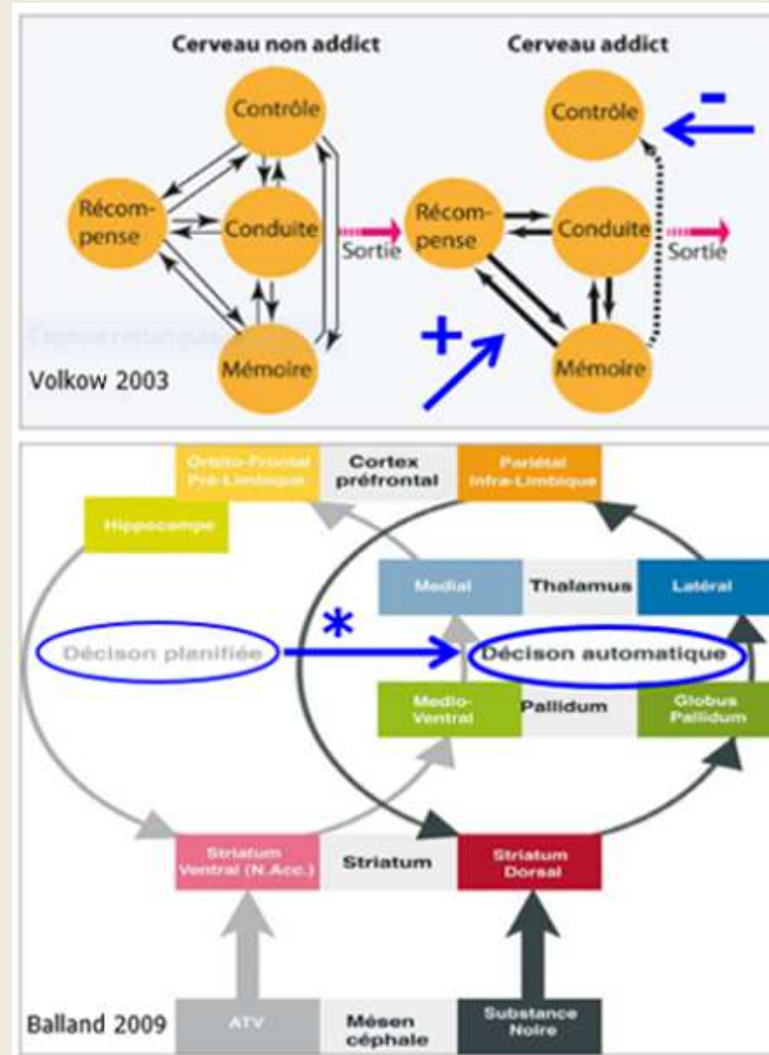 Cerveau non addict
Cerveau addict
Contrôle
Contrôle
-
Récom-
pense
Conduite
Sortie
Récom-
pense
Conduite
Sortie
+
Mémoire
Mémoire
Volkow 2003
Orbito-Frontal
Pré-Limbique
Cortex
préfrontal
Pariétal
Infra-Limbique
Hippocampe
Medial
Thalamus
Latéral
*
Décison planifiée
Décison automatique
Medio-
Ventral
Pallidum
Globus
Pallidum
Striatum
Ventral (N.Acc.)
Striatum
Striatum
Dorsal
Balland 2009
ATV
Mésen
céphale
Substance
Noire